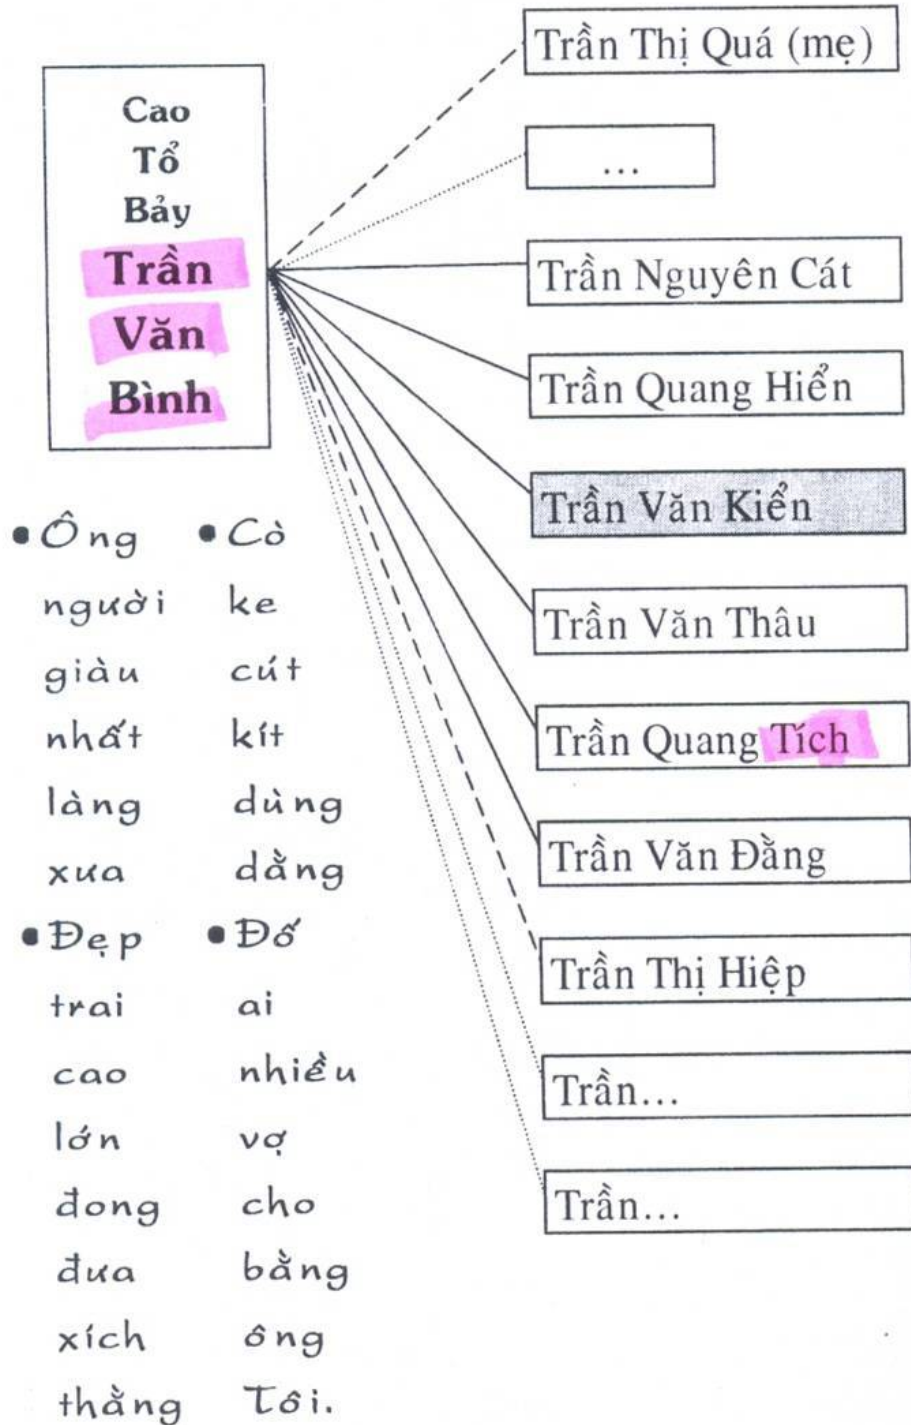 Cao
Tổ
Bảy
Trần
Văn
Bình
Trần Thị Quá (mẹ)
...
Trần Nguyên Cát
Trần Quang Hiển
Trần Văn Kiển
Trần Văn Thâu
Trần Quang Tích
Trần Văn Đằng
Trần Thị Hiệp
Trần...
Trần...
• Ông
người
giàu
nhất
làng
xưa
• Cò
ke
cút
kít
dùng
dằng
• Đẹp
trai
cao
lớn
đong
đưa
xích
thằng
• Đố
ai
nhiều
vợ
cho
bằng
ông
Tôi.